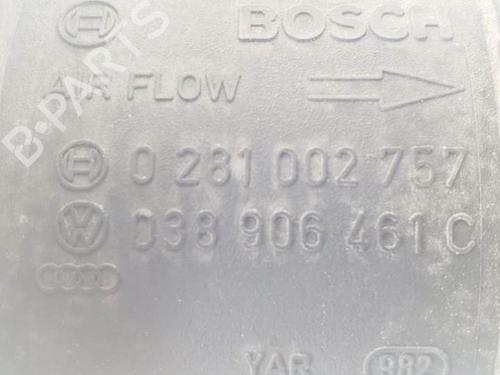 BOSCH
B-PARTS
AIR FLOW
0 281 002 757
038 906 461 C
YAR 982